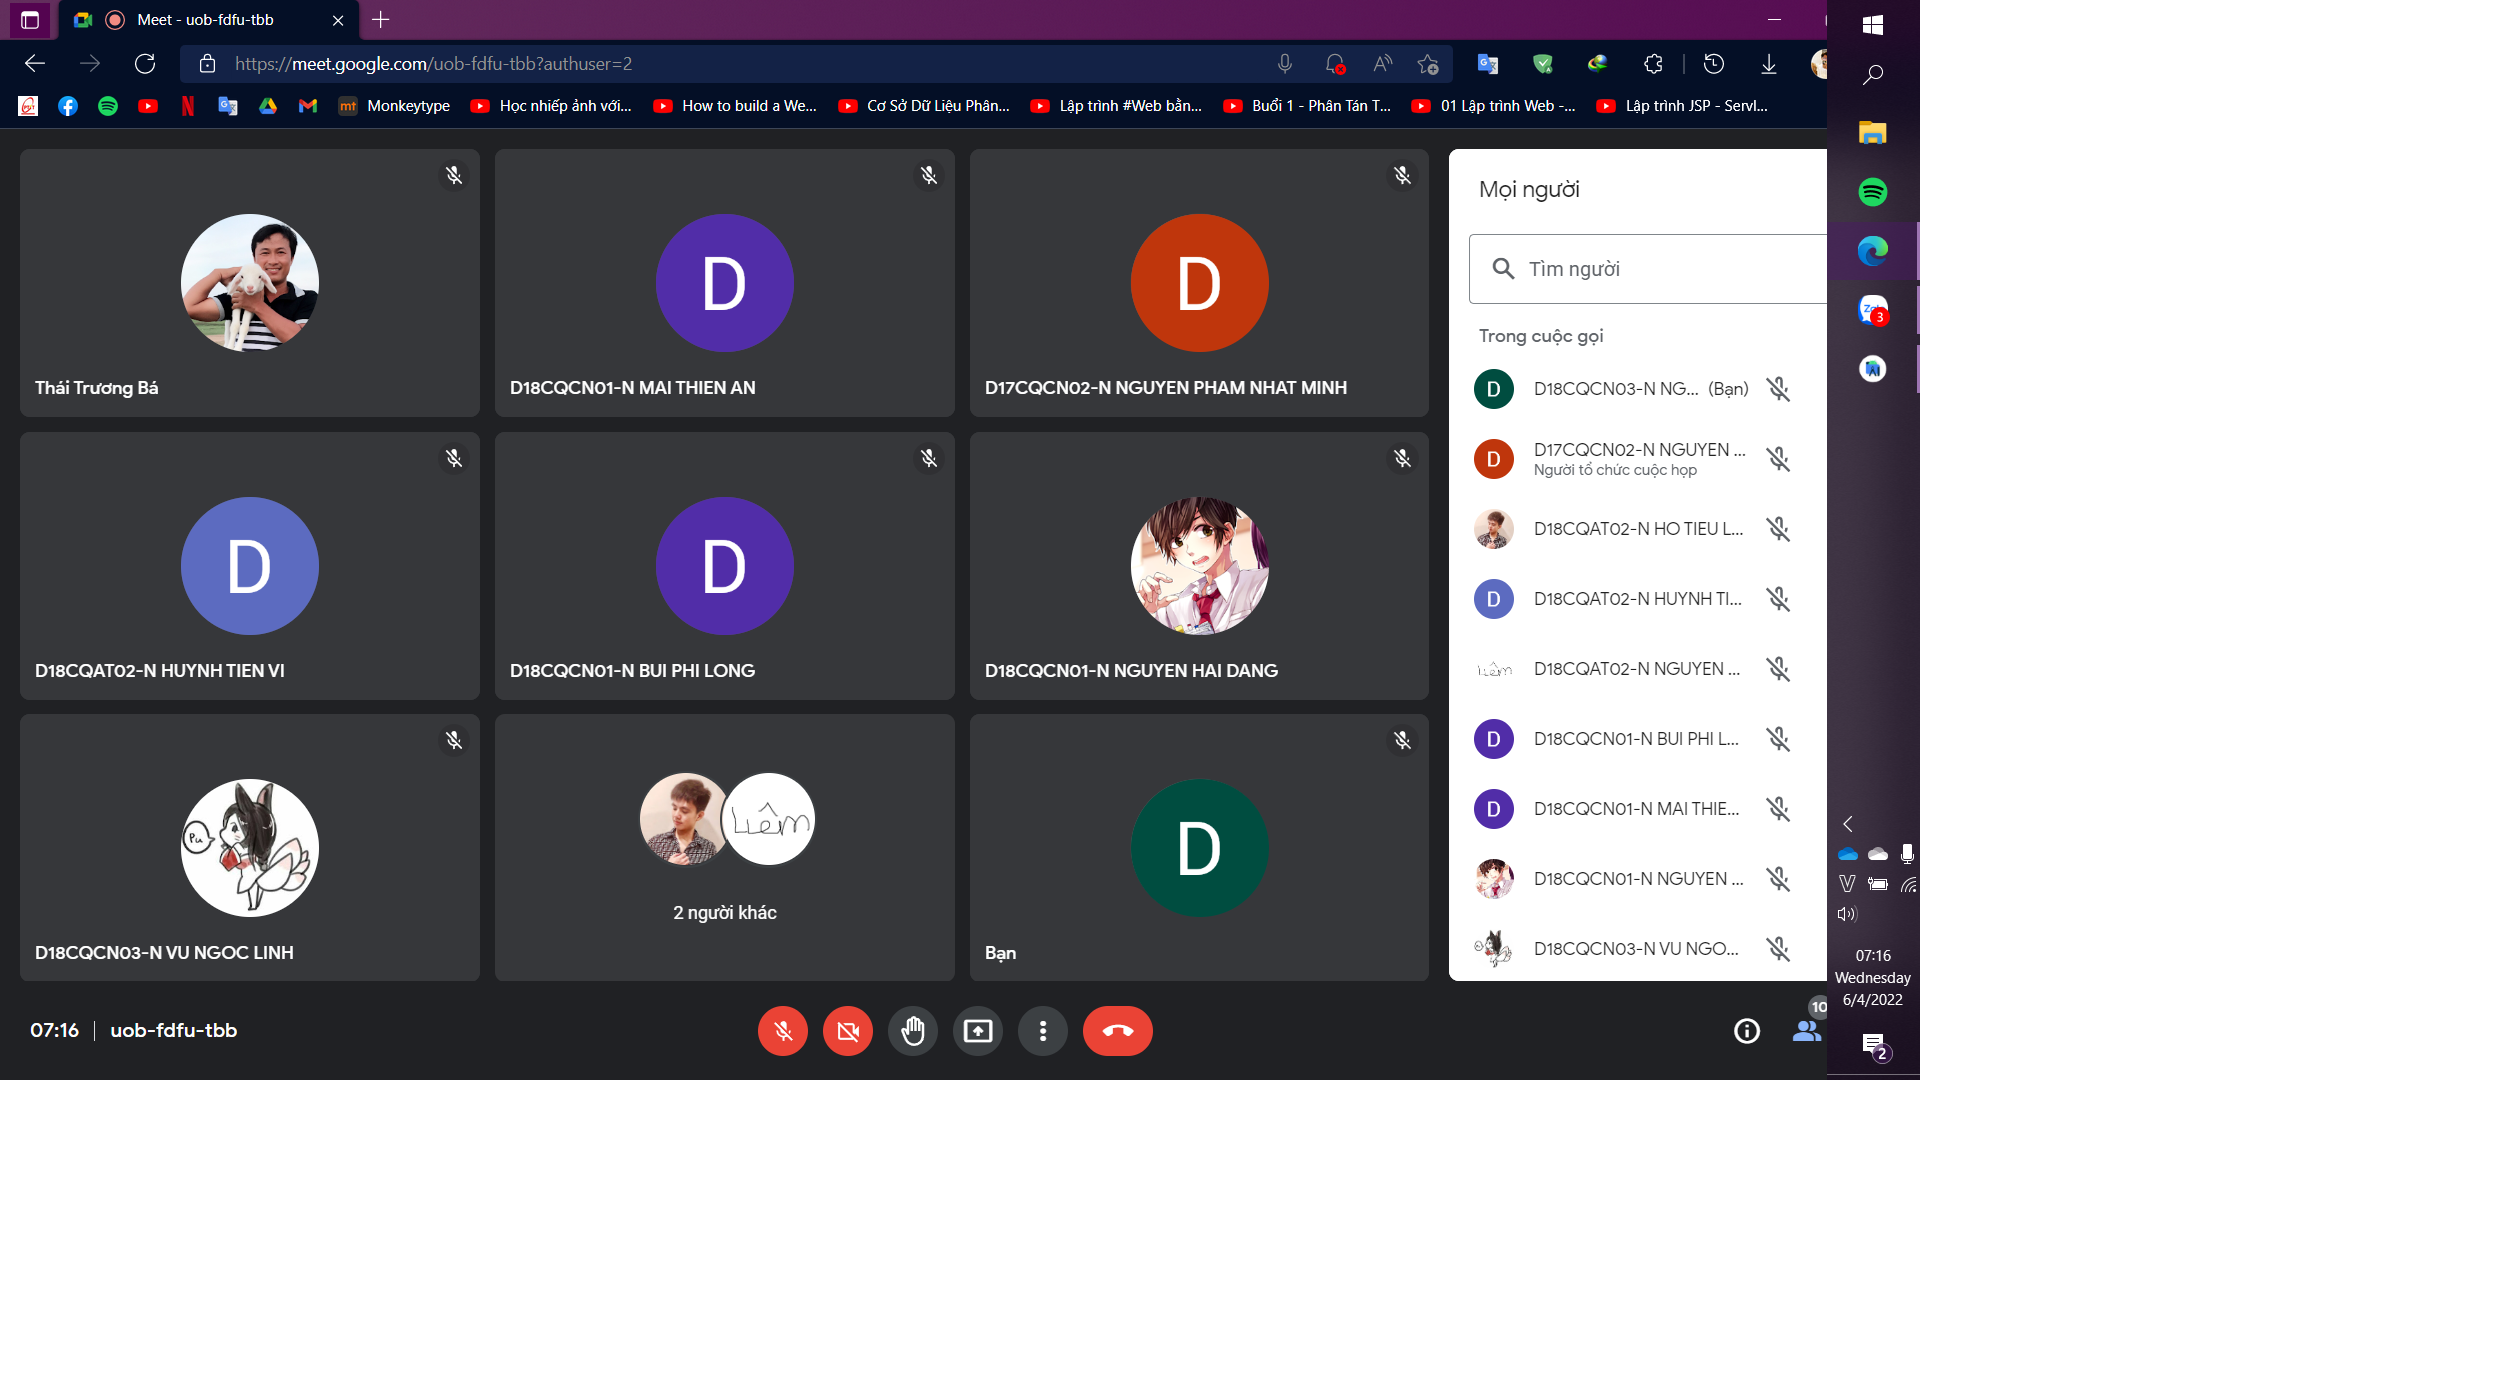 Meet - uob-fdfu-tbb
https://meet.google.com/uob-fdfu-tbb?authuser=2
mt Monkeytype
Học nhiếp ảnh với...
How to build a We...
Cơ Sở Dữ Liệu Phân...
Lập trình #Web bằn...
Buổi 1 - Phân Tán T...
01 Lập trình Web -...
Lập trình JSP - Servl...
Thái Trương Bá
D
D18CQCN01-N MAI THIEN AN
D
D17CQCN02-N NGUYEN PHAM NHAT MINH
D
D18CQAT02-N HUYNH TIEN VI
D
D18CQCN01-N BUI PHI LONG
D18CQCN01-N NGUYEN HAI DANG
Pu
D18CQCN03-N VU NGOC LINH
Liêm
2 người khác
D
Bạn
Mọi người
Tìm người
Trong cuộc gọi
D D18CQCN03-N NG... (Bạn)
D D17CQCN02-N NGUYEN ...
Người tổ chức cuộc họp
D18CQAT02-N HO TIEU L...
D D18CQAT02-N HUYNH TI...
Liêm D18CQAT02-N NGUYEN ...
D D18CQCN01-N BUI PHI L...
D D18CQCN01-N MAI THIE...
D18CQCN01-N NGUYEN ...
D18CQCN03-N VU NGO...
07:16 | uob-fdfu-tbb
10
3
07:16
Wednesday
6/4/2022
2